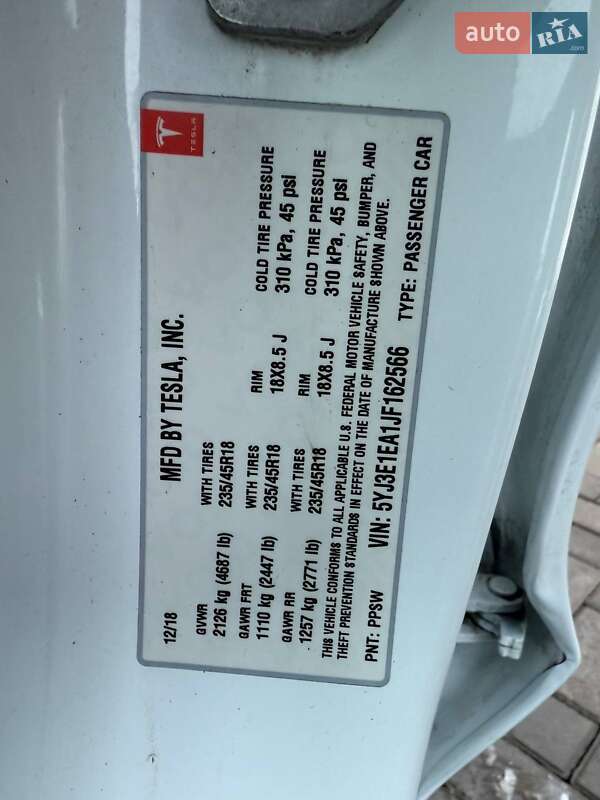 auto RIA.com
TESLA
MFD BY TESLA, INC.
12/18
GVWR WITH TIRES RIM COLD TIRE PRESSURE
2126 kg (4687 lb) 235/45R18 18X8.5 J 310 kPa, 45 psi
GAWR FRT WITH TIRES RIM COLD TIRE PRESSURE
1110 kg (2447 lb) 235/45R18 18X8.5 J 310 kPa, 45 psi
GAWR RR
1257 kg (2771 lb) 235/45R18
THIS VEHICLE CONFORMS TO ALL APPLICABLE U.S. FEDERAL MOTOR VEHICLE SAFETY, BUMPER, AND
THEFT PREVENTION STANDARDS IN EFFECT ON THE DATE OF MANUFACTURE SHOWN ABOVE.
PNT: PPSW VIN: 5YJ3E1EA1JF162566 TYPE: PASSENGER CAR